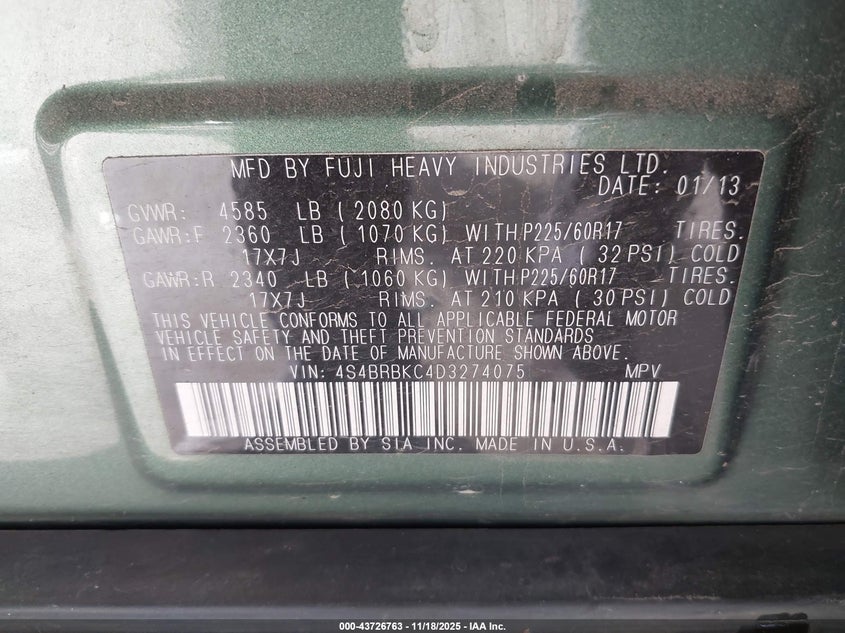 MFD BY FUJI HEAVY INDUSTRIES LTD.
DATE: 01/13
GVWR: 4585 LB ( 2080 KG)
GAWR:F 2360 LB ( 1070 KG) WITH P225/60R17 TIRES.
17X7J RIMS. AT 220 KPA ( 32 PSI) COLD
GAWR:R 2340 LB ( 1060 KG) WITH P225/60R17 TIRES.
17X7J RIMS. AT 210 KPA ( 30 PSI) COLD
THIS VEHICLE CONFORMS TO ALL APPLICABLE FEDERAL MOTOR
VEHICLE SAFETY AND THEFT PREVENTION STANDARDS
IN EFFECT ON THE DATE OF MANUFACTURE SHOWN ABOVE.
VIN: 4S4BRBKC4D3274075 MPV
ASSEMBLED BY SIA INC. MADE IN U.S.A.
000-43726763 - 11/18/2025 - IAA Inc.